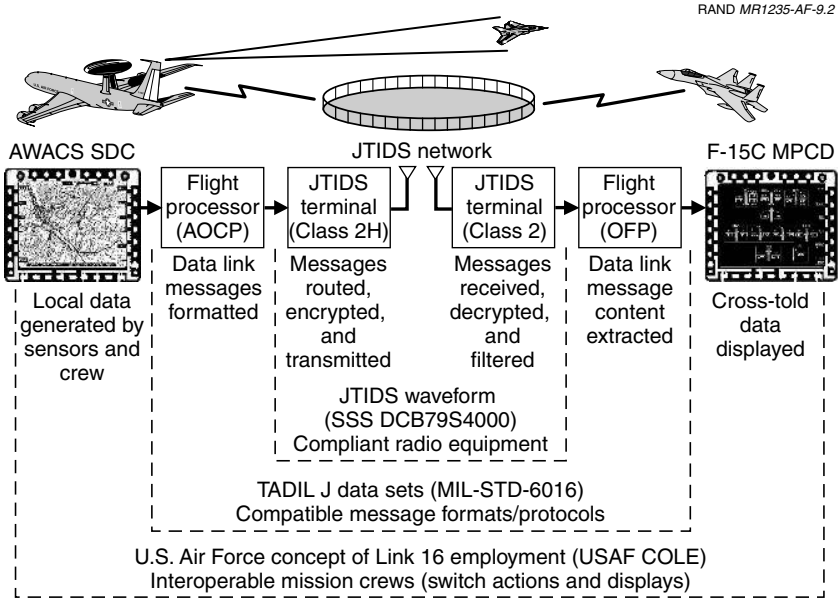 RAND MR1235-AF-9.2
U.S. AIR FORCE
AWACS SDC
JTIDS network
F-15C MPCD
Flight
processor
(AOCP)
JTIDS
terminal
(Class 2H)
JTIDS
terminal
(Class 2)
Flight
processor
(OFP)
Local data
generated by
sensors and
crew
Data link
messages
formatted
Messages
routed,
encrypted,
and
transmitted
Messages
received,
decrypted,
and
filtered
Data link
message
content
extracted
Cross-told
data
displayed
JTIDS waveform
(SSS DCB79S4000)
Compliant radio equipment
TADIL J data sets (MIL-STD-6016)
Compatible message formats/protocols
U.S. Air Force concept of Link 16 employment (USAF COLE)
Interoperable mission crews (switch actions and displays)